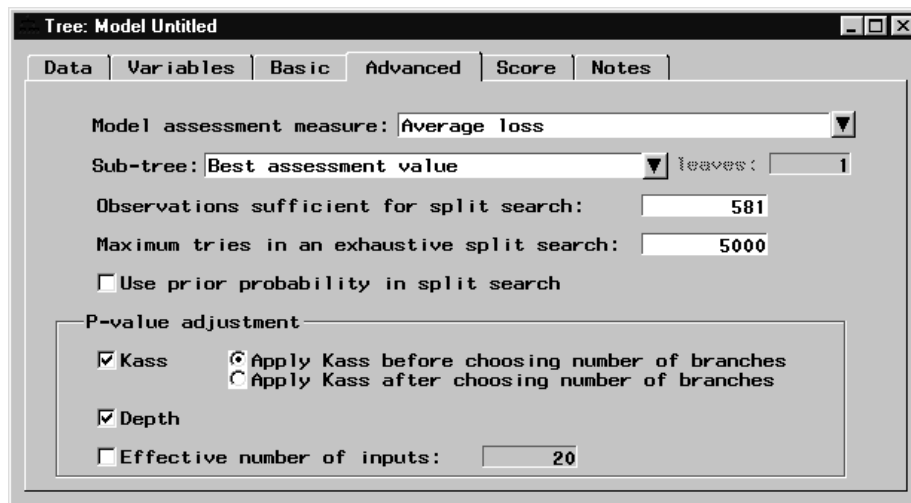 Tree: Model Untitled
Data Variables Basic Advanced Score Notes
Model assessment measure: Average loss
Sub-tree: Best assessment value leaves: 1
Observations sufficient for split search: 581
Maximum tries in an exhaustive split search: 5000
Use prior probability in split search
P-value adjustment
Kass Apply Kass before choosing number of branches
Apply Kass after choosing number of branches
Depth
Effective number of inputs: 20